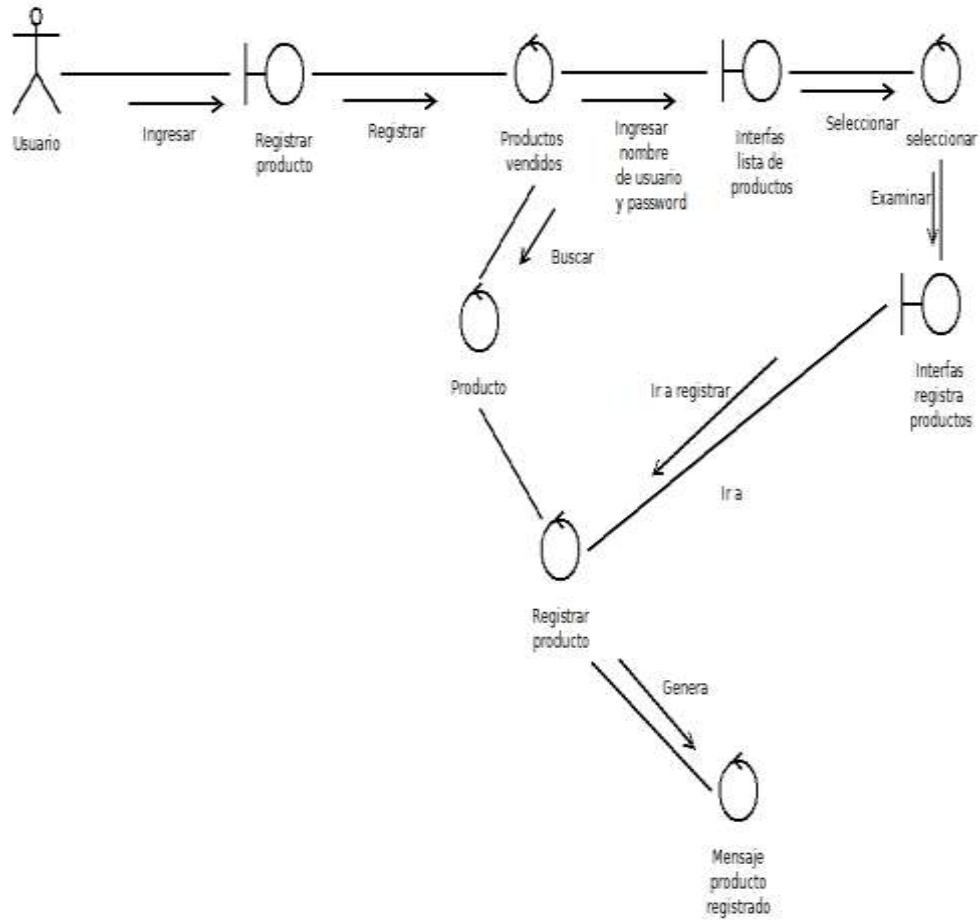 Usuario
Ingresar
Registrar
producto
Registrar
Productos
vendidos
Ingresar
nombre
de usuario
y password
Interfas
lista de
productos
Seleccionar
seleccionar
Examinar
Buscar
Producto
Interfas
registra
productos
Ir a registrar
Ir a
Registrar
producto
Genera
Mensaje
producto
registrado